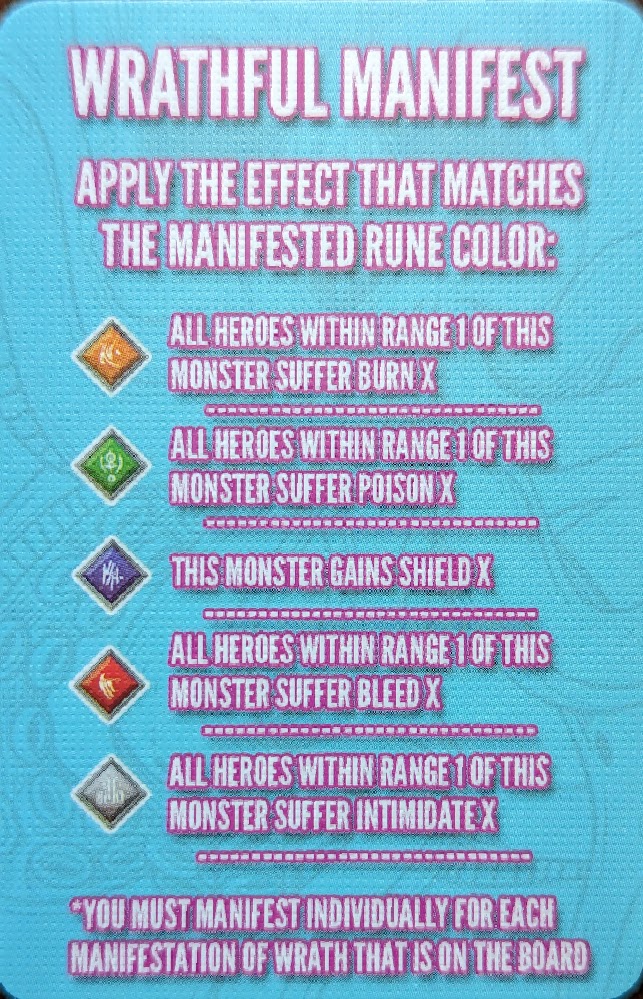 WRATHFUL MANIFEST
APPLY THE EFFECT THAT MATCHES
THE MANIFESTED RUNE COLOR:
ALL HEROES WITHIN RANGE 1 OF THIS
MONSTER SUFFER BURN X
ALL HEROES WITHIN RANGE 1 OF THIS
MONSTER SUFFER POISON X
THIS MONSTER GAINS SHIELD X
ALL HEROES WITHIN RANGE 1 OF THIS
MONSTER SUFFER BLEED X
ALL HEROES WITHIN RANGE 1 OF THIS
MONSTER SUFFER INTIMIDATE X
*YOU MUST MANIFEST INDIVIDUALLY FOR EACH
MANIFESTATION OF WRATH THAT IS ON THE BOARD